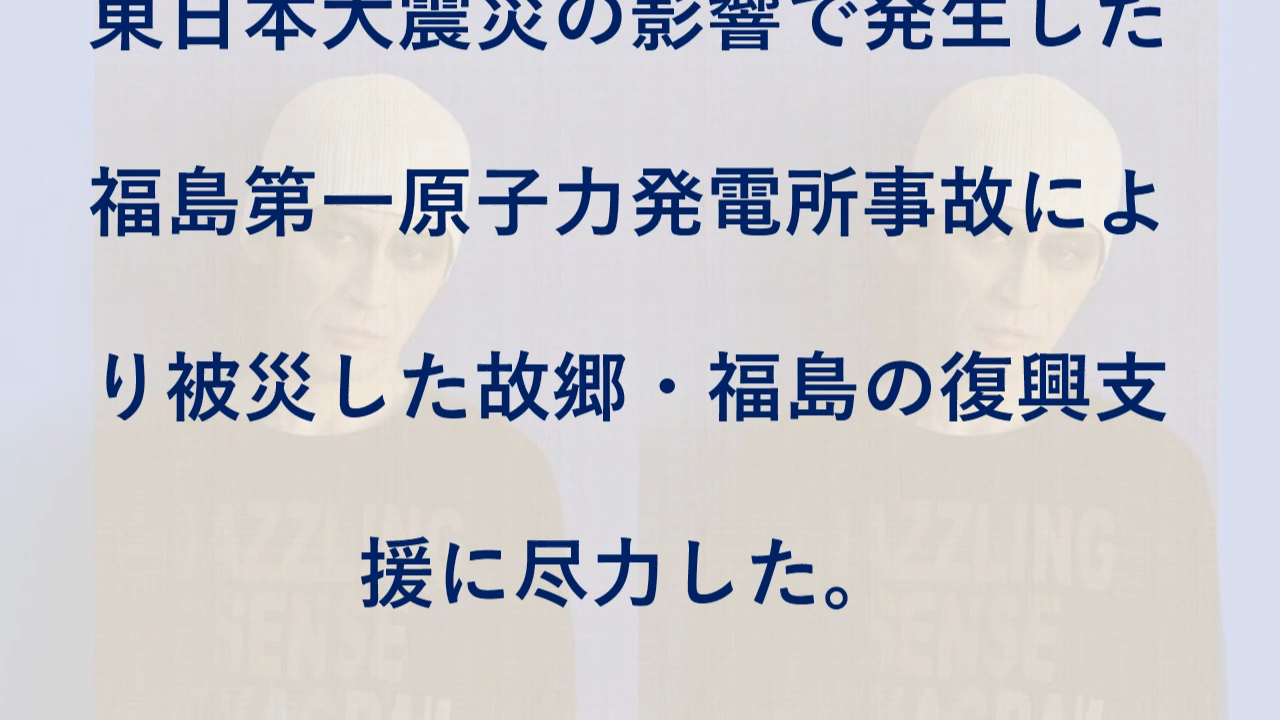 東日本大震災の影響で発生した
福島第一原子力発電所事故によ
り被災した故郷・福島の復興支
援に尽力した。